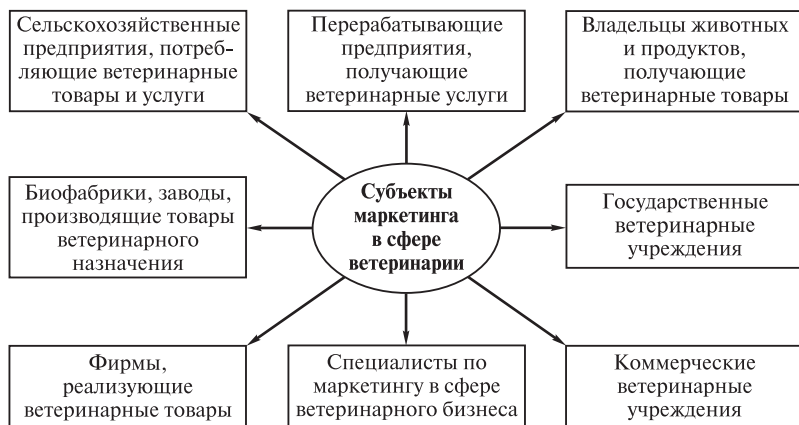 Сельскохозяйственные
предприятия, потреб-
ляющие ветеринарные
товары и услуги
Перерабатывающие
предприятия,
получающие
ветеринарные услуги
Владельцы животных
и продуктов,
получающие
ветеринарные товары
Биофабрики, заводы,
производящие товары
ветеринарного
назначения
Субъекты
маркетинга
в сфере
ветеринарии
Государственные
ветеринарные
учреждения
Фирмы,
реализующие
ветеринарные товары
Специалисты по
маркетингу в сфере
ветеринарного бизнеса
Коммерческие
ветеринарные
учреждения